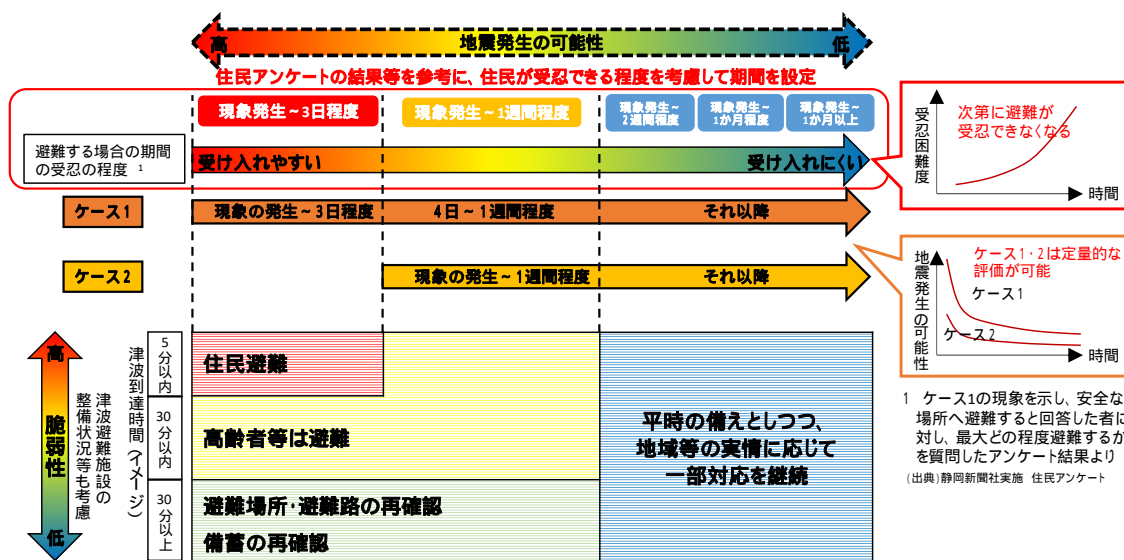 高
地震発生の可能性
低
住民アンケートの結果等を参考に、住民が受忍できる程度を考慮して期間を設定
現象発生~3日程度
現象発生~1週間程度
現象発生~
2週間程度
現象発生~
1か月程度
現象発生~
1か月以上
避難する場合の期間
の受忍の程度 1
受け入れやすい
受け入れにくい
受忍困難度
次第に避難が
受忍できなくなる
時間
ケース1
現象の発生~3日程度
4日~1週間程度
それ以降
ケース2
現象の発生~1週間程度
それ以降
地震発生の可能性
ケース1・2は定量的な
評価が可能
ケース1
ケース2
時間
高
脆弱性
低
津波避難施設の
整備状況等も考慮
津波到達時間(イメージ)
5分以内
30分以内
30分以上
住民避難
高齢者等は避難
避難場所・避難路の再確認
備蓄の再確認
平時の備えとしつつ、
地域等の実情に応じて
一部対応を継続
1 ケース1の現象を示し、安全な
場所へ避難すると回答した者に
対し、最大どの程度避難するか
を質問したアンケート結果より
(出典)静岡新聞社実施 住民アンケート